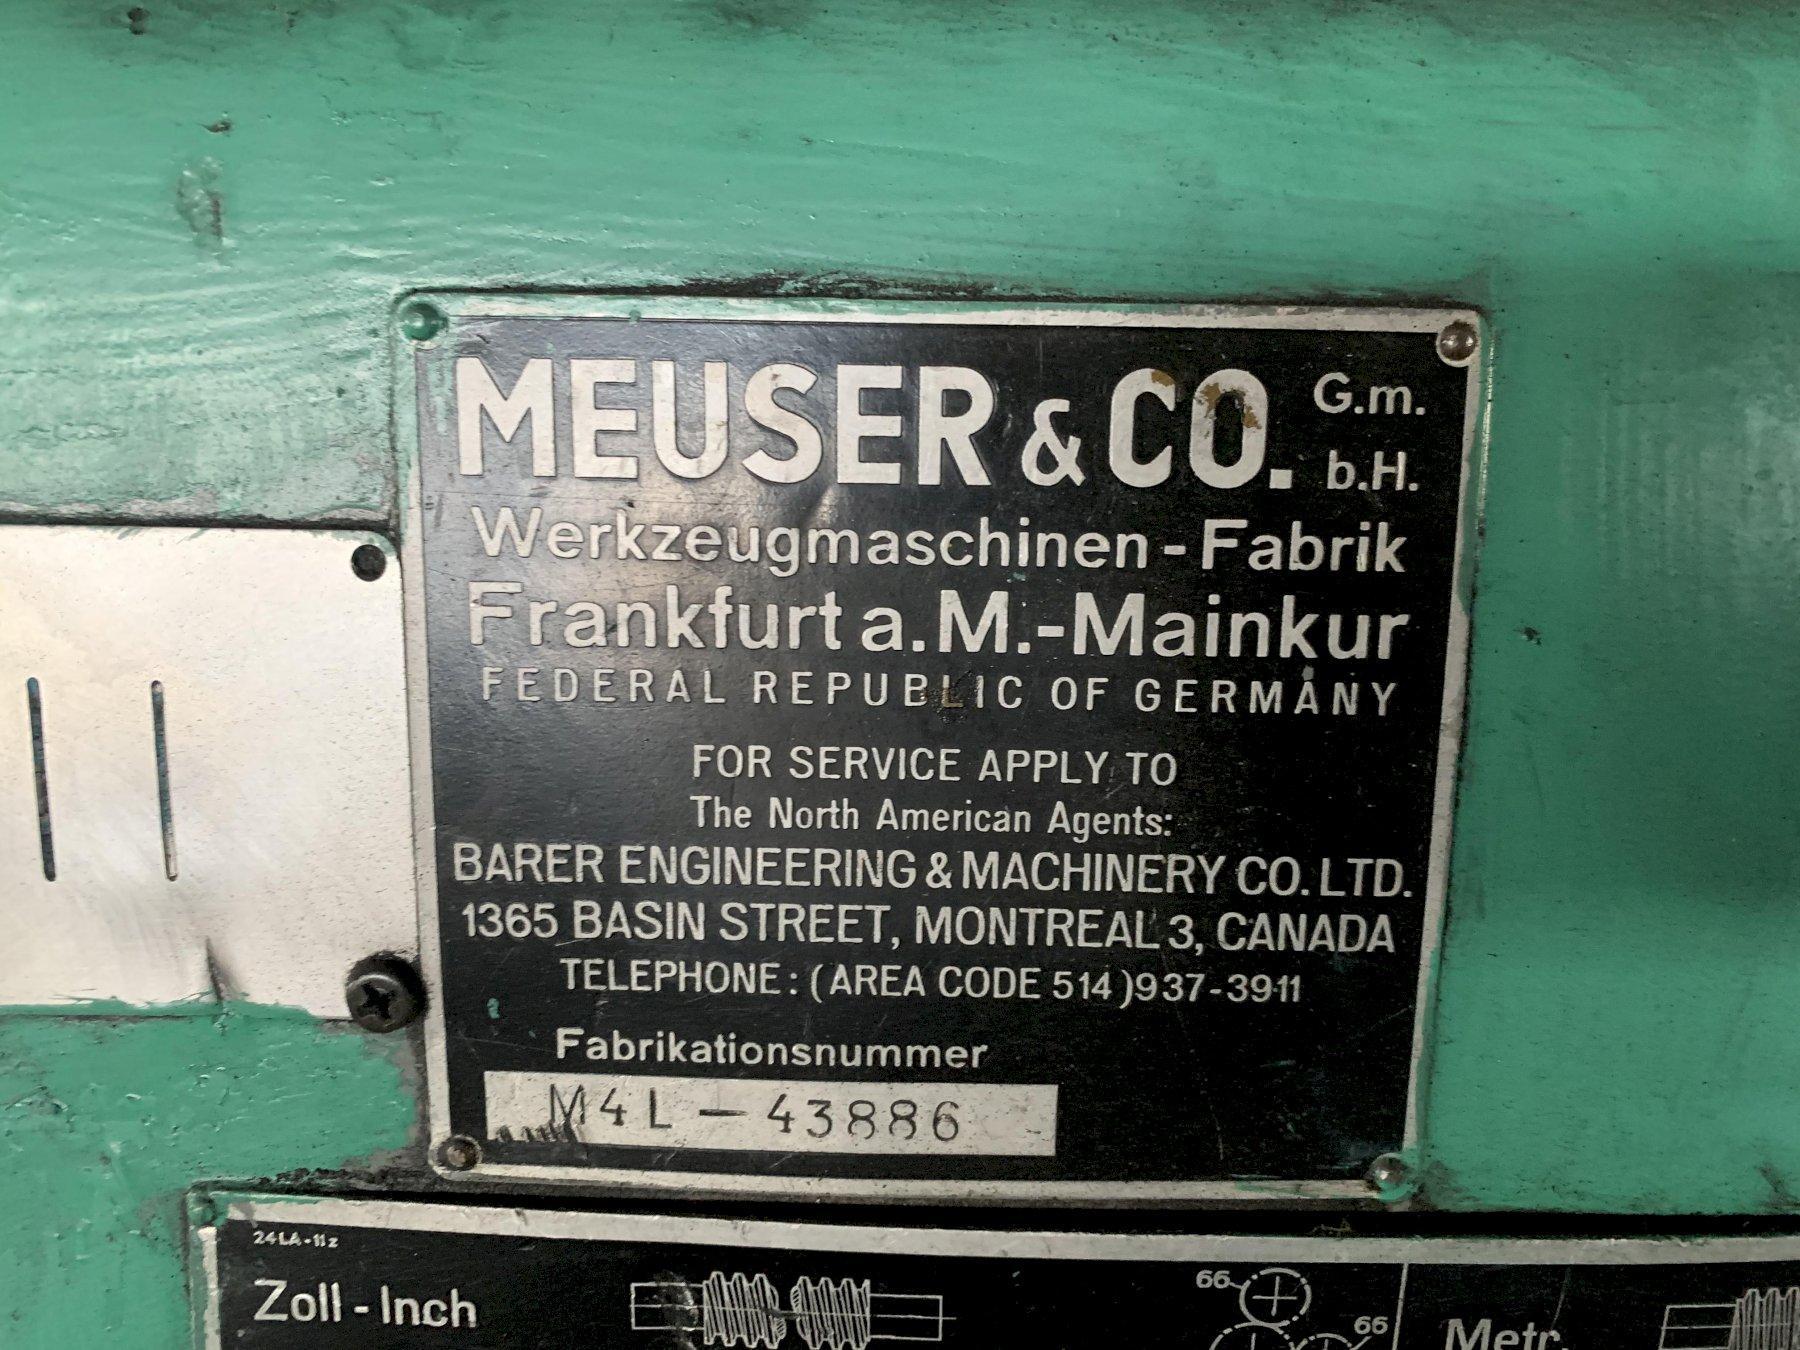 MEUSER & CO. G.m.
b.H.
Werkzeugmaschinen - Fabrik
Frankfurt a.M.-Mainkur
FEDERAL REPUBLIC OF GERMANY
FOR SERVICE APPLY TO
The North American Agents:
BARER ENGINEERING & MACHINERY CO. LTD.
1365 BASIN STREET, MONTREAL 3, CANADA
TELEPHONE: (AREA CODE 514) 937-3911
Fabrikationsnummer
M4L - 43886
24LA-11z
Zoll - Inch
66
66
Metr.